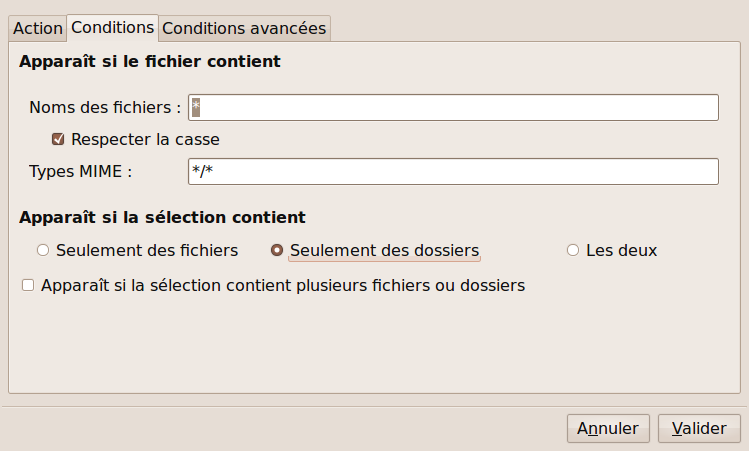 Action Conditions Conditions avancées
Apparaît si le fichier contient
Noms des fichiers : *
Respecter la casse
Types MIME : */*
Apparaît si la sélection contient
Seulement des fichiers Seulement des dossiers Les deux
Apparaît si la sélection contient plusieurs fichiers ou dossiers
Annuler Valider